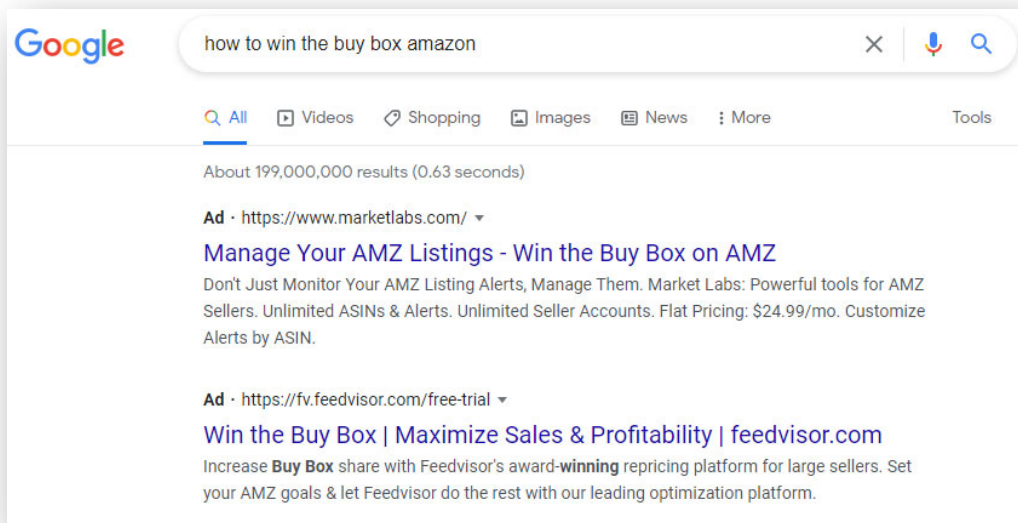 Google
how to win the buy box amazon
All Videos Shopping Images News More Tools
About 199,000,000 results (0.63 seconds)
Ad · https://www.marketlabs.com/
Manage Your AMZ Listings - Win the Buy Box on AMZ
Don't Just Monitor Your AMZ Listing Alerts, Manage Them. Market Labs: Powerful tools for AMZ
Sellers. Unlimited ASINs & Alerts. Unlimited Seller Accounts. Flat Pricing: $24.99/mo. Customize
Alerts by ASIN.
Ad · https://fv.feedvisor.com/free-trial
Win the Buy Box | Maximize Sales & Profitability | feedvisor.com
Increase Buy Box share with Feedvisor's award-winning repricing platform for large sellers. Set
your AMZ goals & let Feedvisor do the rest with our leading optimization platform.